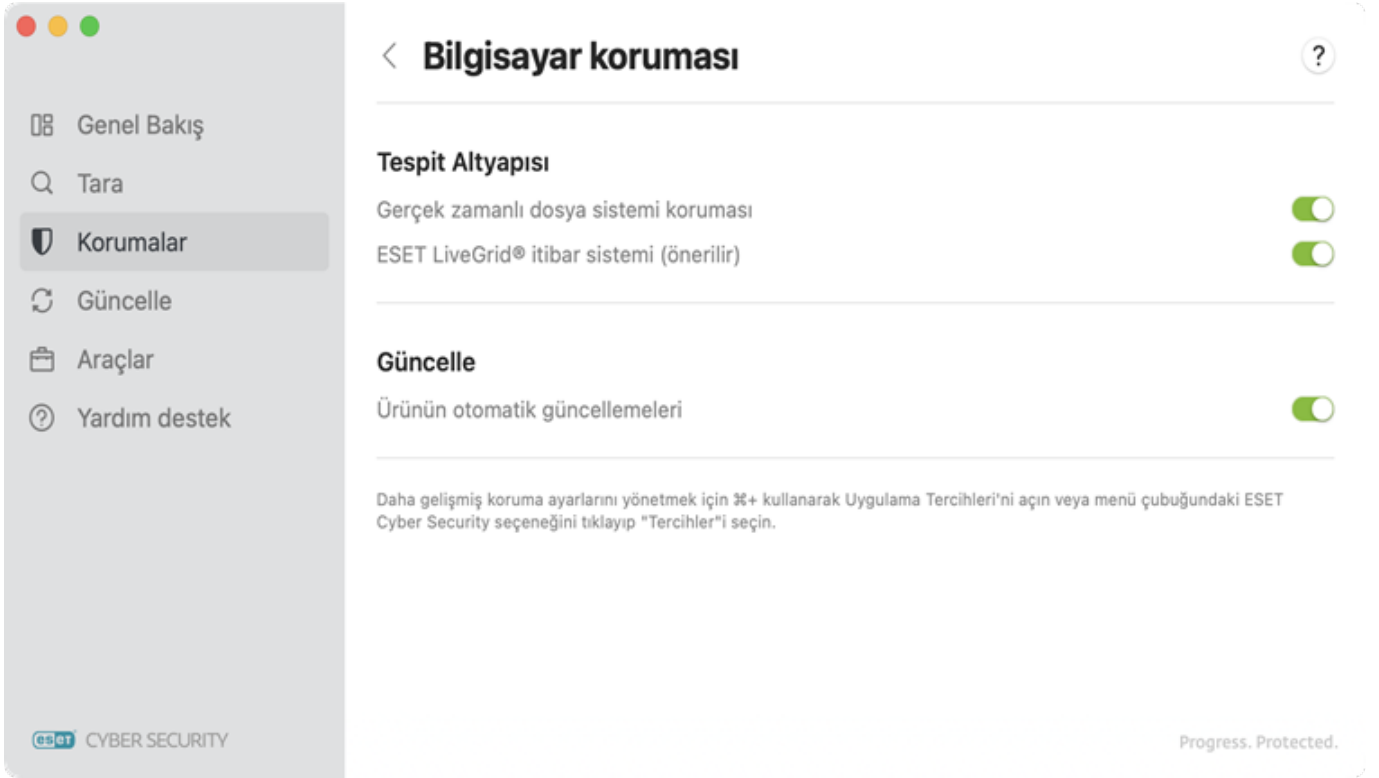 Bilgisayar koruması
?
Genel Bakış
Tara
Korumalar
Güncelle
Araçlar
Yardım destek
Tespit Altyapısı
Gerçek zamanlı dosya sistemi koruması
ESET LiveGrid® itibar sistemi (önerilir)
Güncelle
Ürünün otomatik güncellemeleri
Daha gelişmiş koruma ayarlarını yönetmek için ⌘+ kullanarak Uygulama Tercihleri'ni açın veya menü çubuğundaki ESET
Cyber Security seçeneğini tıklayıp "Tercihler"i seçin.
eset CYBER SECURITY
Progress. Protected.